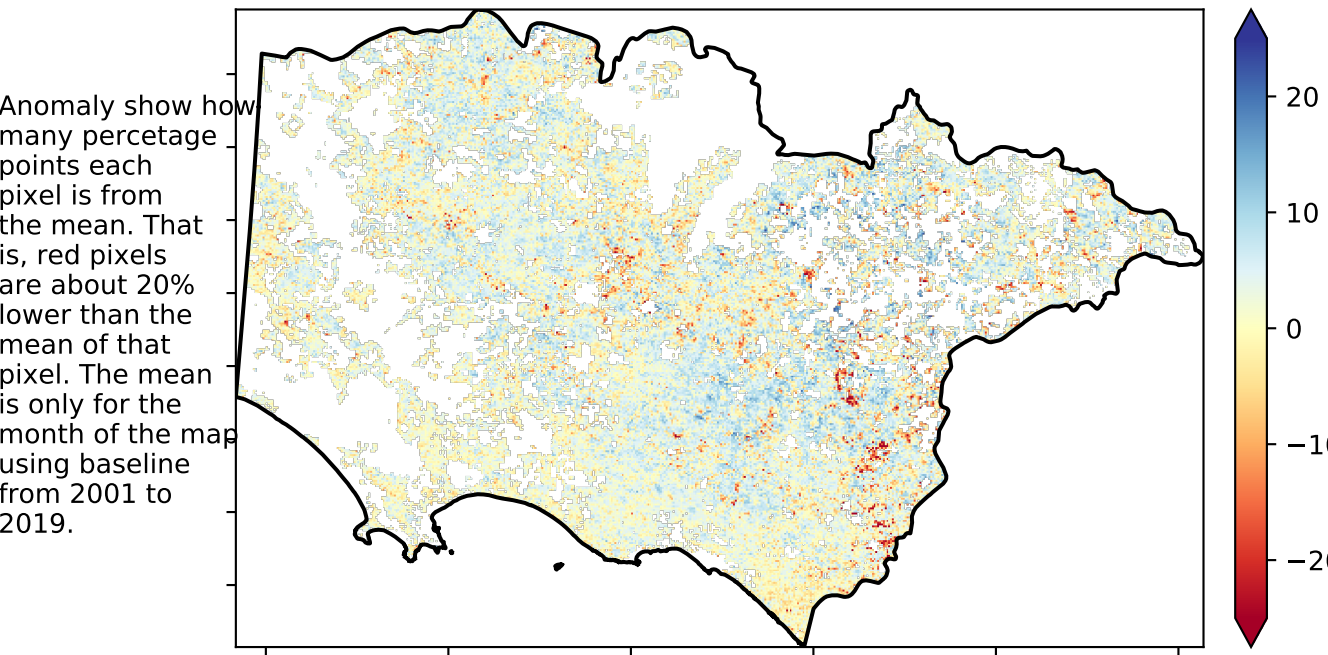 Anomaly show how
many percetage
points each
pixel is from
the mean. That
is, red pixels
are about 20%
lower than the
mean of that
pixel. The mean
is only for the
month of the map
using baseline
from 2001 to
2019.
20
10
0
−10
−20